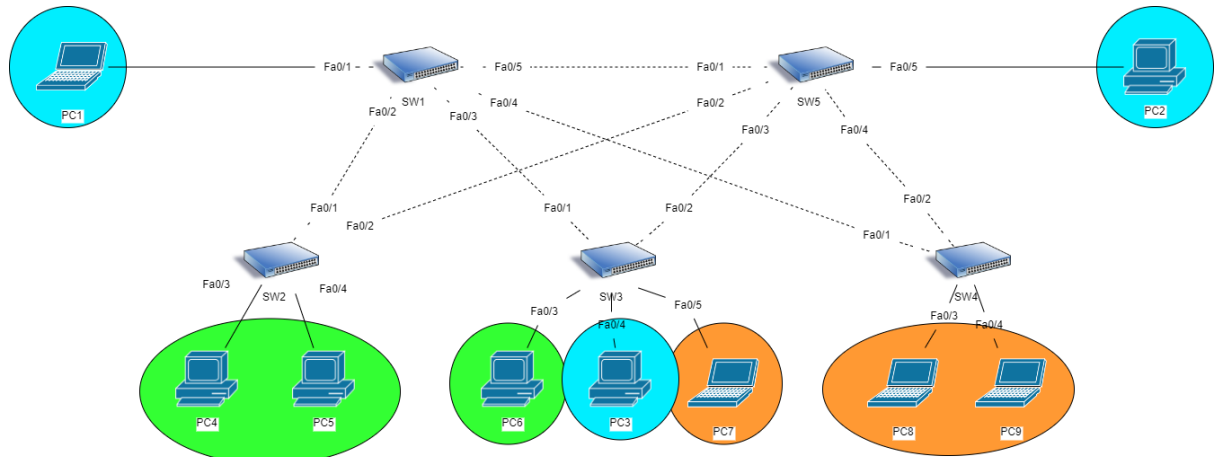 Fa0/1
Fa0/5
Fa0/1
Fa0/5
PC1
SW1
SW5
PC2
Fa0/2
Fa0/3
Fa0/4
Fa0/2
Fa0/3
Fa0/4
Fa0/1
Fa0/2
Fa0/1
Fa0/2
Fa0/1
Fa0/2
Fa0/3
SW2
Fa0/4
SW3
SW4
Fa0/3
Fa0/4
Fa0/5
Fa0/3
Fa0/4
PC4
PC5
PC6
PC3
PC7
PC8
PC9